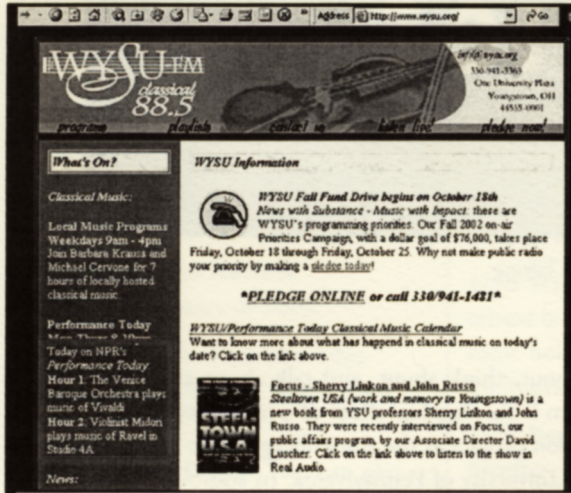 Address http://www.wysu.org/ Go
WYSU-FM
classical
88.5
info@wysu.org
330-941-3363
One University Plaza
Youngstown, OH
44555-0001
programs playlists contact us listen live! pledge now!
What's On?
Classical Music:
Local Music Programs
Weekdays 9am - 4pm
Join Barbara Krauss and
Michael Cervone for 7
hours of locally hosted
classical music.
Performance Today
Today on NPR's
Performance Today
Hour 1: The Venice
Baroque Orchestra plays
music of Vivaldi
Hour 2: Violinist Midori
plays music of Ravel in
Studio 4A
News:
WYSU Information
WYSU Fall Fund Drive begins on October 18th
News with Substance - Music with Impact: these are
WYSU's programming priorities. Our Fall 2002 on-air
Priorities Campaign, with a dollar goal of $76,000, takes place
Friday, October 18 through Friday, October 25. Why not make public radio
your priority by making a pledge today!
*PLEDGE ONLINE or call 330/941-1481*
WYSU/Performance Today Classical Music Calendar
Want to know more about what has happend in classical music on today's
date? Click on the link above.
STEEL-
TOWN
U.S.A.
Focus - Sherry Linkon and John Russo
Steeltown USA (work and memory in Youngstown) is a
new book from YSU professors Sherry Linkon and John
Russo. They were recently interviewed on Focus, our
public affairs program, by our Associate Director David
Luscher. Click on the link above to listen to the show in
Real Audio.